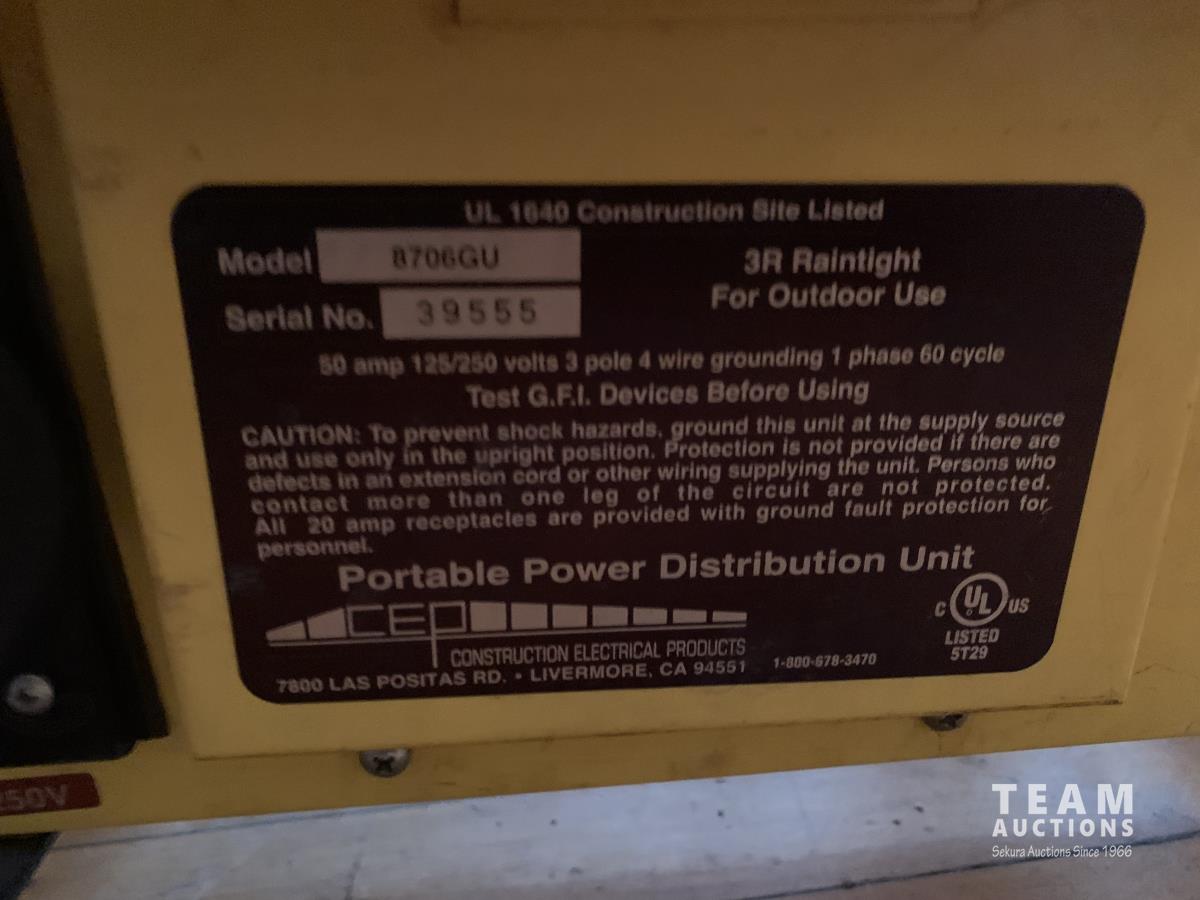 UL 1640 Construction Site Listed
Model 8706GU
3R Raintight
Serial No. 39555
For Outdoor Use
50 amp 125/250 volts 3 pole 4 wire grounding 1 phase 60 cycle
Test G.F.I. Devices Before Using
CAUTION: To prevent shock hazards, ground this unit at the supply source
and use only in the upright position. Protection is not provided if there are
defects in an extension cord or other wiring supplying the unit. Persons who
contact more than one leg of the circuit are not protected.
All 20 amp receptacles are provided with ground fault protection for
personnel.
Portable Power Distribution Unit
CEP
CONSTRUCTION ELECTRICAL PRODUCTS
7800 LAS POSITAS RD. • LIVERMORE, CA 94551 1-800-678-3470
C UL US
LISTED
5T29
250V
TEAM
AUCTIONS
Sekura Auctions Since 1966